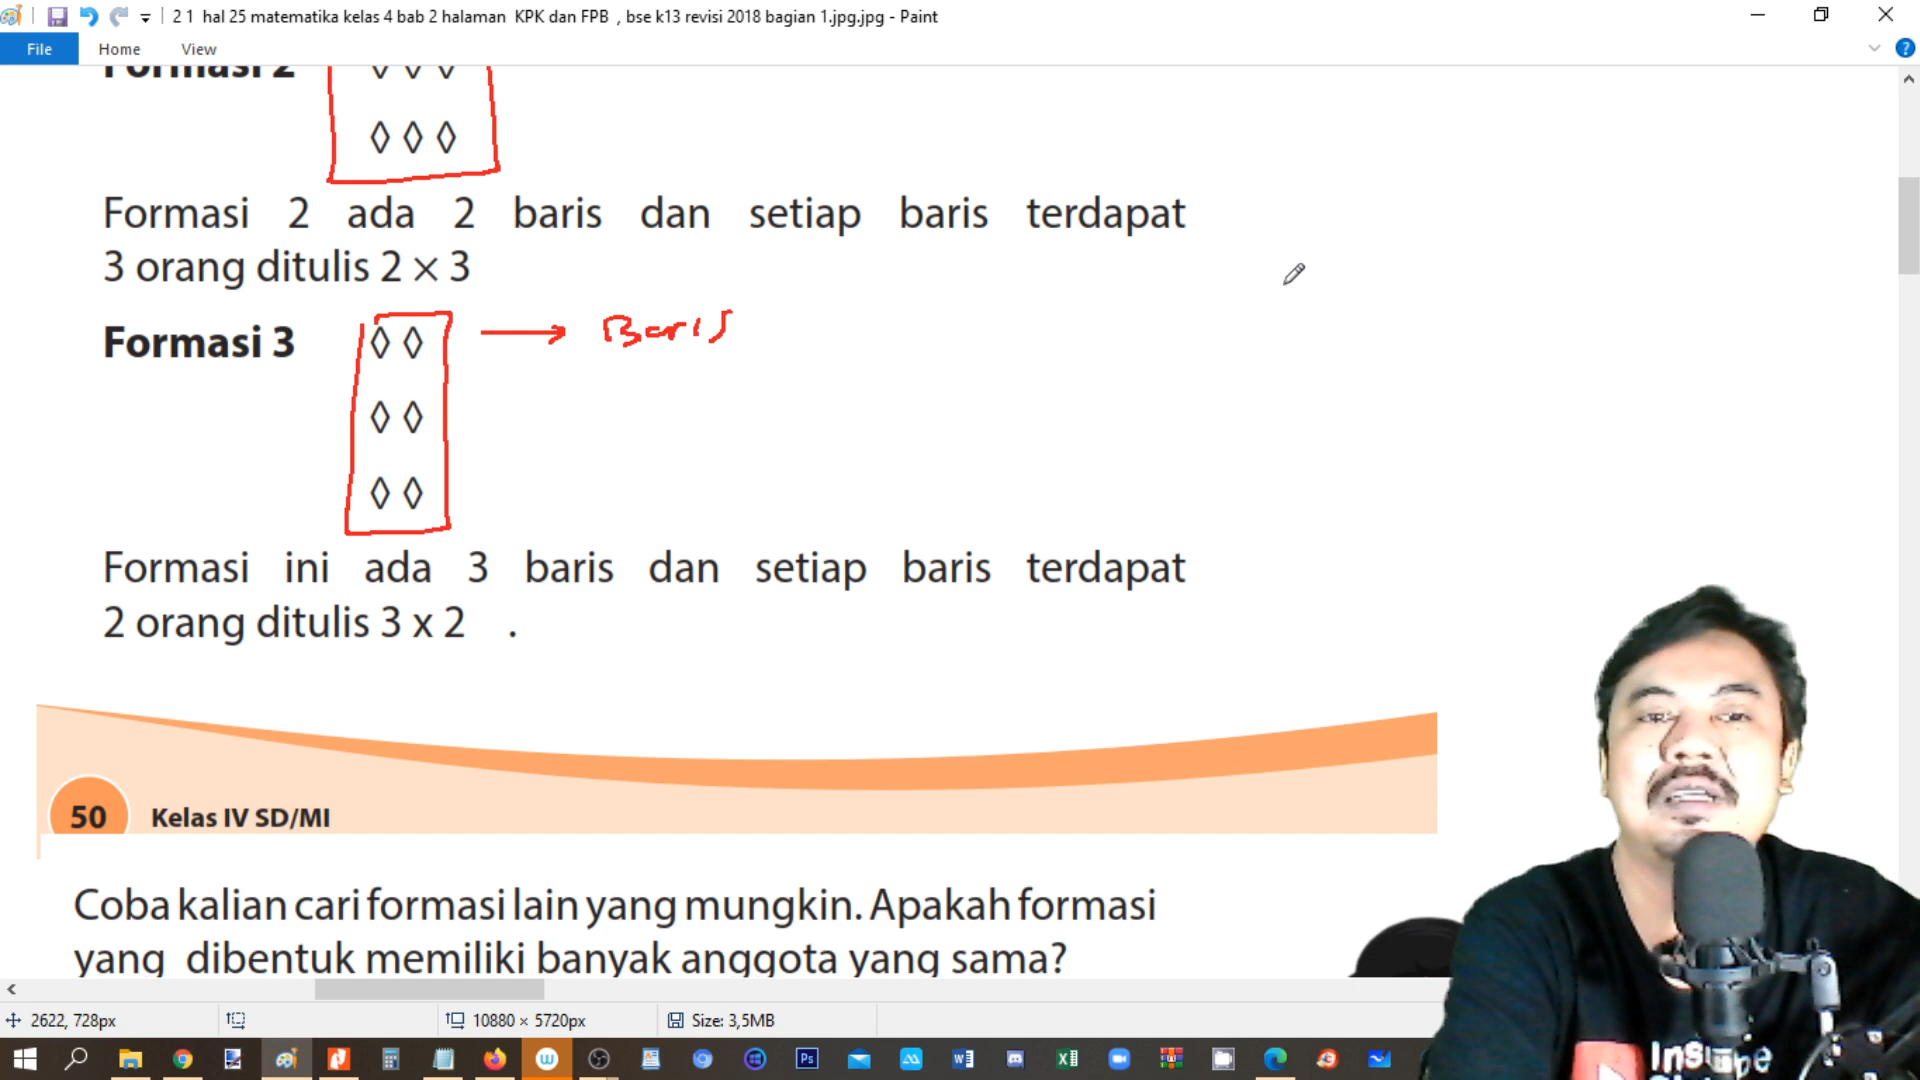 2 1 hal 25 matematika kelas 4 bab 2 halaman KPK dan FPB , bse k13 revisi 2018 bagian 1.jpg.jpg - Paint
File Home View
Formasi 2
Formasi 2 ada 2 baris dan setiap baris terdapat
3 orang ditulis 2 × 3
Formasi 3
Baris
Formasi ini ada 3 baris dan setiap baris terdapat
2 orang ditulis 3 x 2 .
50 Kelas IV SD/MI
Coba kalian cari formasi lain yang mungkin. Apakah formasi
yang dibentuk memiliki banyak anggota yang sama?
2622, 728px 10880 × 5720px Size: 3,5MB
Ps